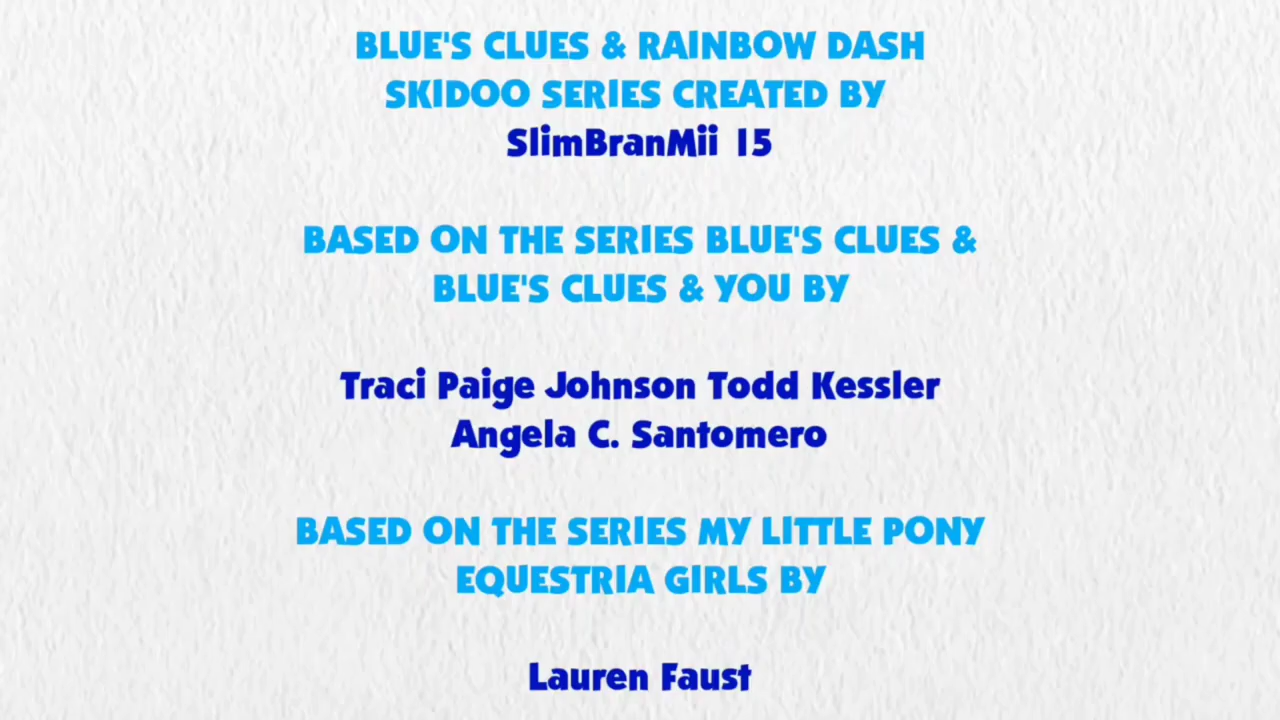 BLUE'S CLUES & RAINBOW DASH
SKIDOO SERIES CREATED BY
SlimBranMii 15
BASED ON THE SERIES BLUE'S CLUES &
BLUE'S CLUES & YOU BY
Traci Paige Johnson Todd Kessler
Angela C. Santomero
BASED ON THE SERIES MY LITTLE PONY
EQUESTRIA GIRLS BY
Lauren Faust